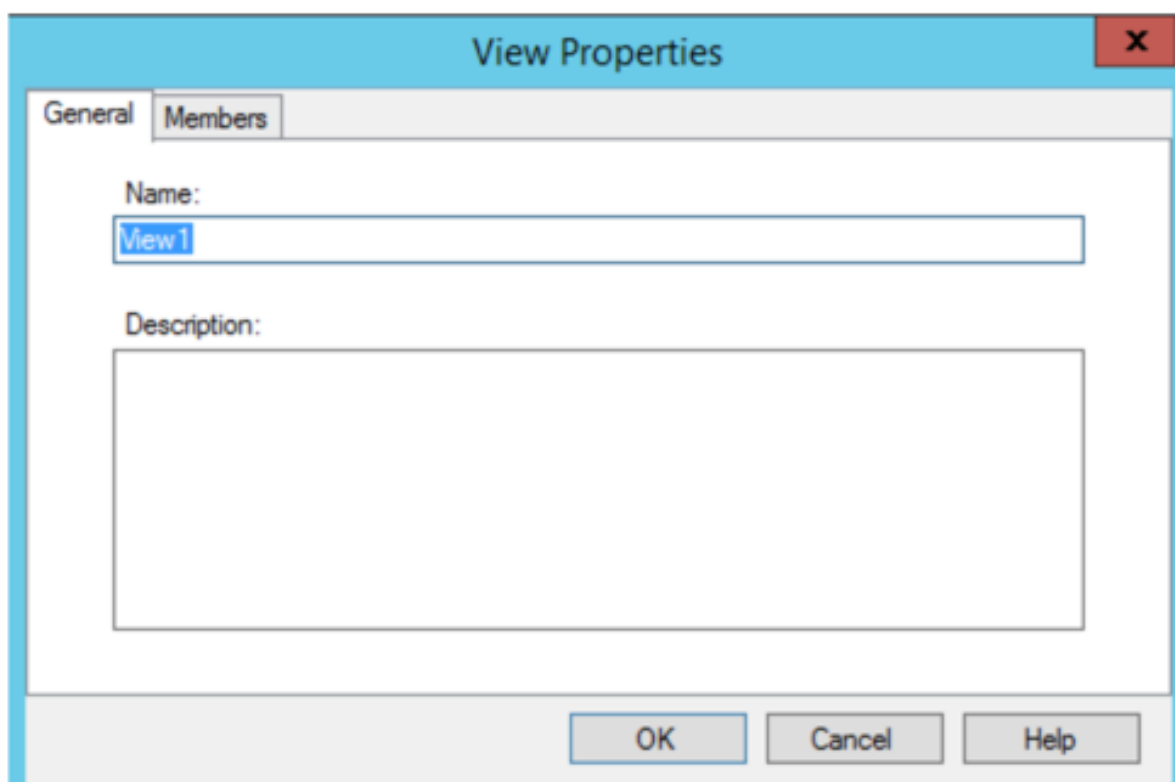 View Properties
x
General Members
Name:
View1
Description:
OK Cancel Help